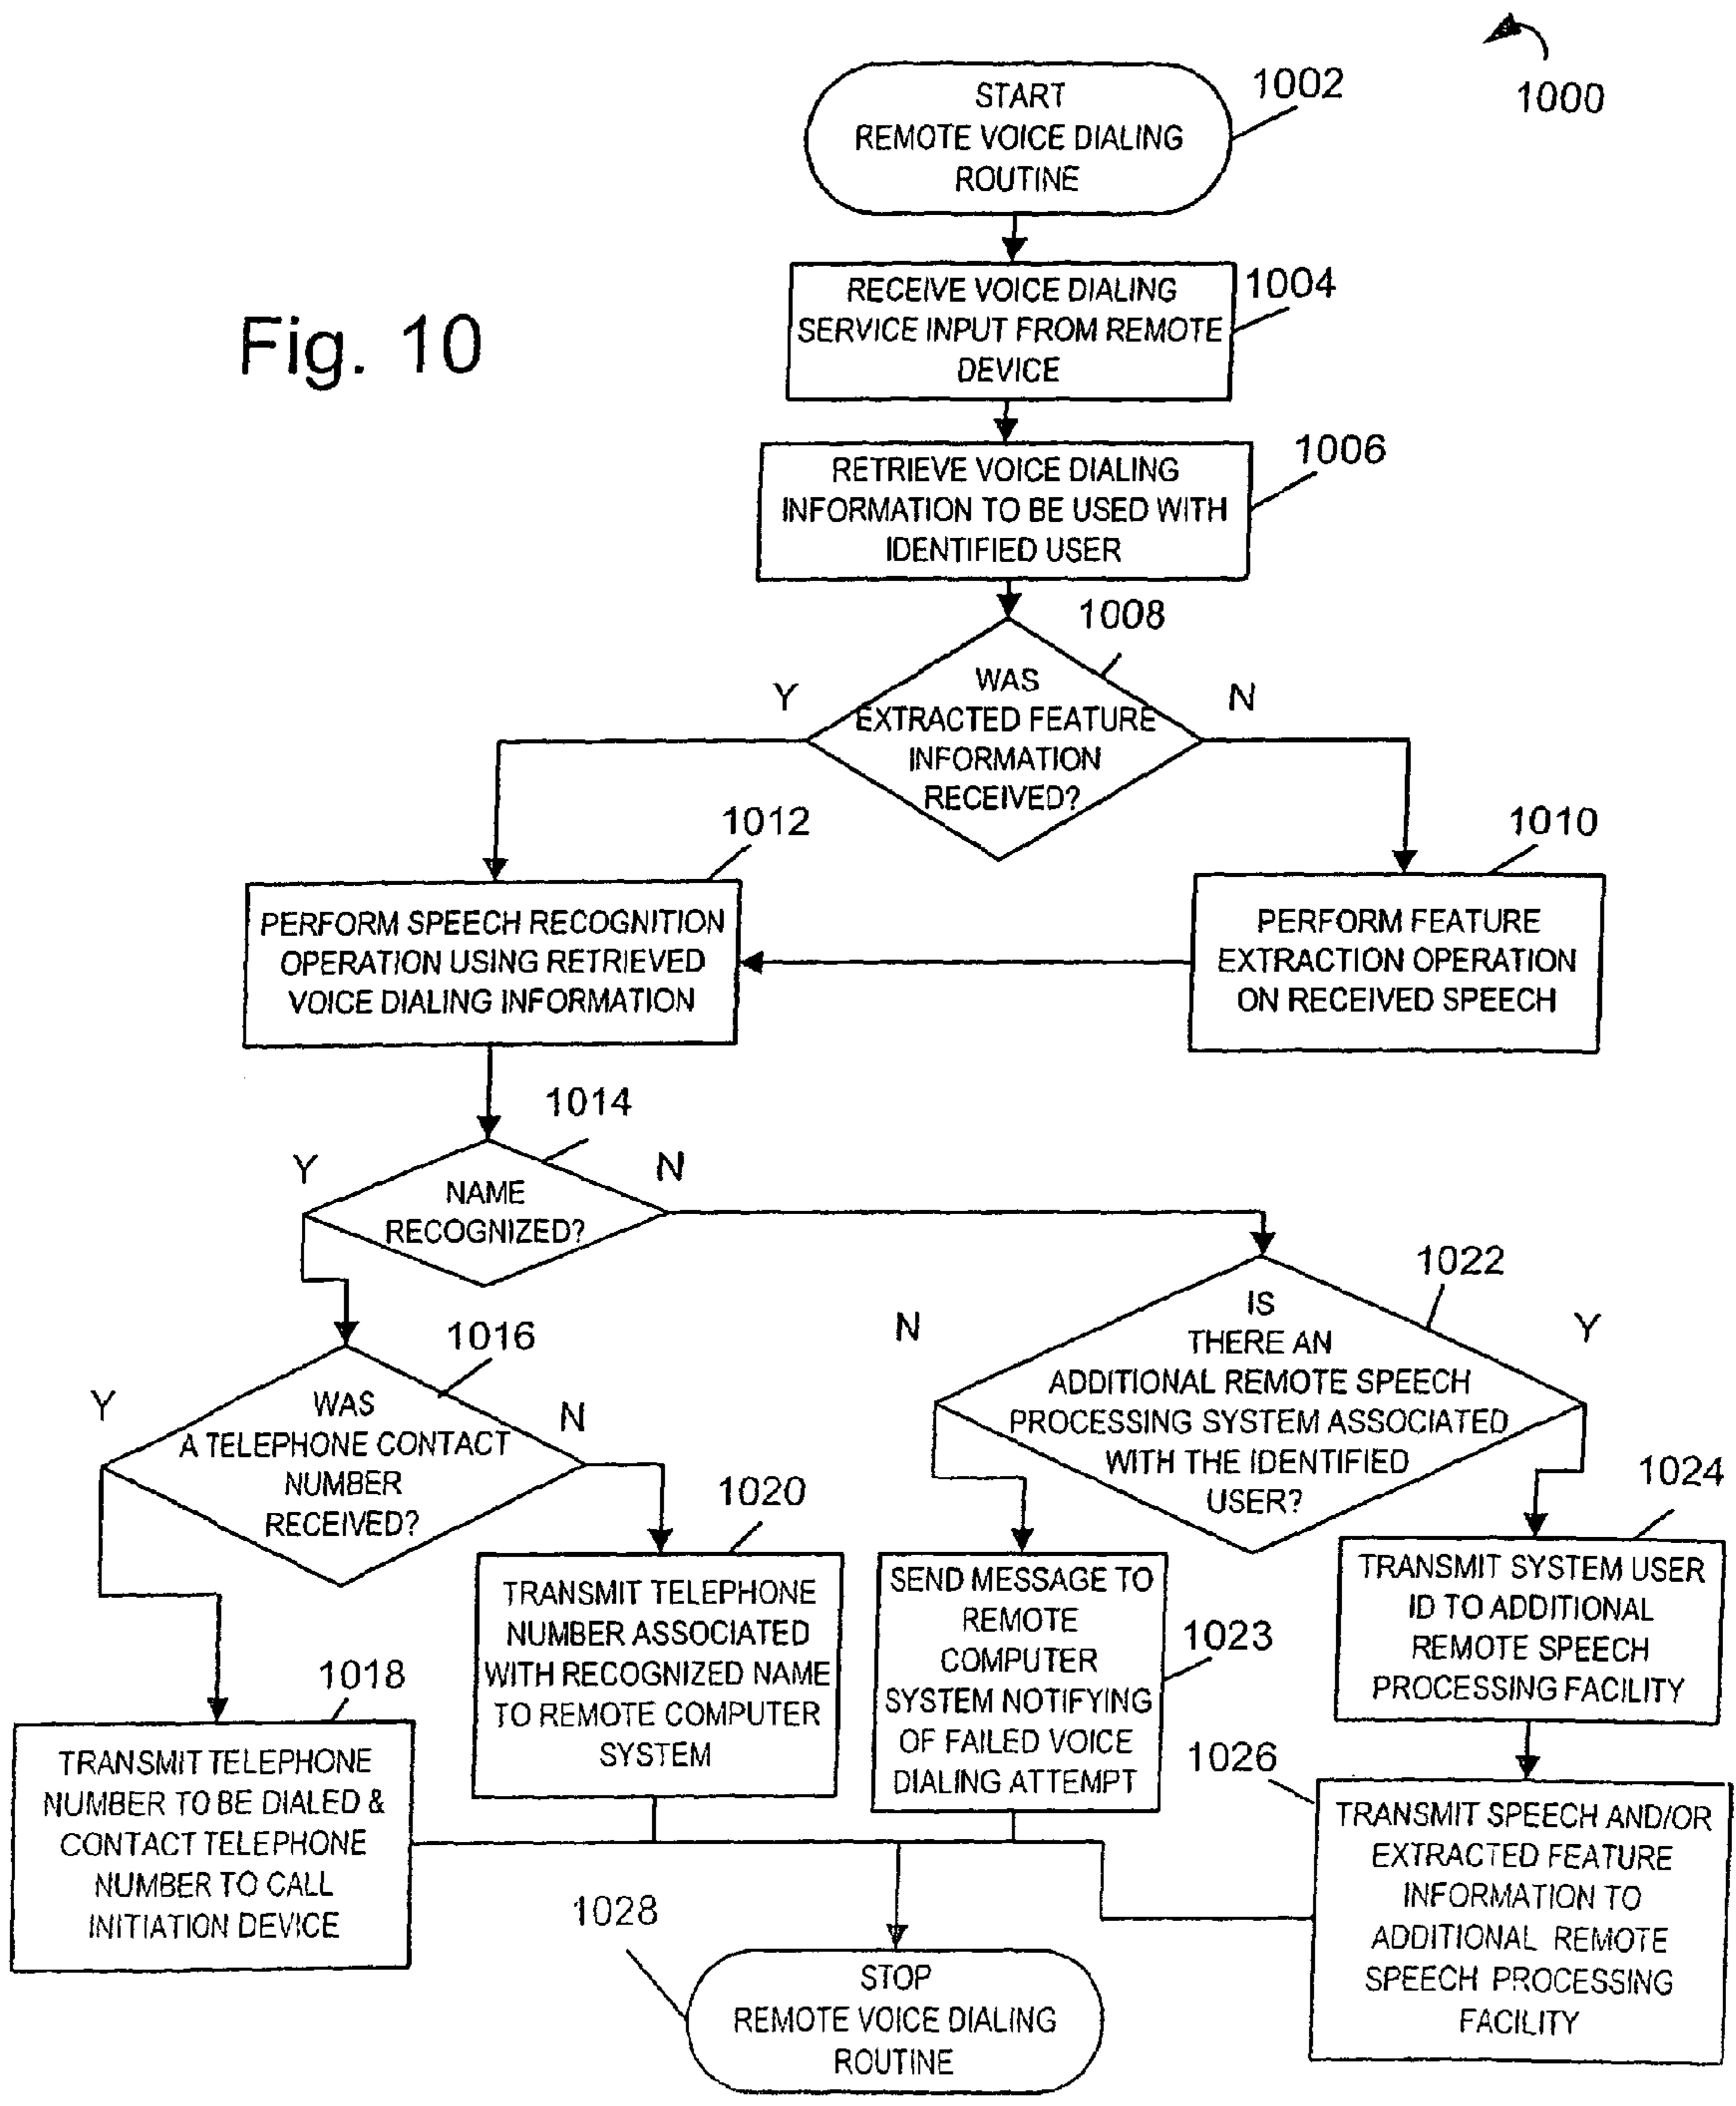 1000
START
REMOTE VOICE DIALING
ROUTINE
1002
Fig. 10
RECEIVE VOICE DIALING
SERVICE INPUT FROM REMOTE
DEVICE
1004
RETRIEVE VOICE DIALING
INFORMATION TO BE USED WITH
IDENTIFIED USER
1006
1008
WAS
EXTRACTED FEATURE
INFORMATION
RECEIVED?
Y
N
1012
PERFORM SPEECH RECOGNITION
OPERATION USING RETRIEVED
VOICE DIALING INFORMATION
1010
PERFORM FEATURE
EXTRACTION OPERATION
ON RECEIVED SPEECH
1014
Y
N
NAME
RECOGNIZED?
1016
Y
N
WAS
A TELEPHONE CONTACT
NUMBER
RECEIVED?
1022
N
Y
IS
THERE AN
ADDITIONAL REMOTE SPEECH
PROCESSING SYSTEM ASSOCIATED
WITH THE IDENTIFIED
USER?
1018
TRANSMIT TELEPHONE
NUMBER TO BE DIALED &
CONTACT TELEPHONE
NUMBER TO CALL
INITIATION DEVICE
1020
TRANSMIT TELEPHONE
NUMBER ASSOCIATED
WITH RECOGNIZED NAME
TO REMOTE COMPUTER
SYSTEM
SEND MESSAGE TO
REMOTE
COMPUTER
SYSTEM NOTIFYING
OF FAILED VOICE
DIALING ATTEMPT
1023
1024
TRANSMIT SYSTEM USER
ID TO ADDITIONAL
REMOTE SPEECH
PROCESSING FACILITY
1026
TRANSMIT SPEECH AND/OR
EXTRACTED FEATURE
INFORMATION TO
ADDITIONAL REMOTE
SPEECH PROCESSING
FACILITY
1028
STOP
REMOTE VOICE DIALING
ROUTINE